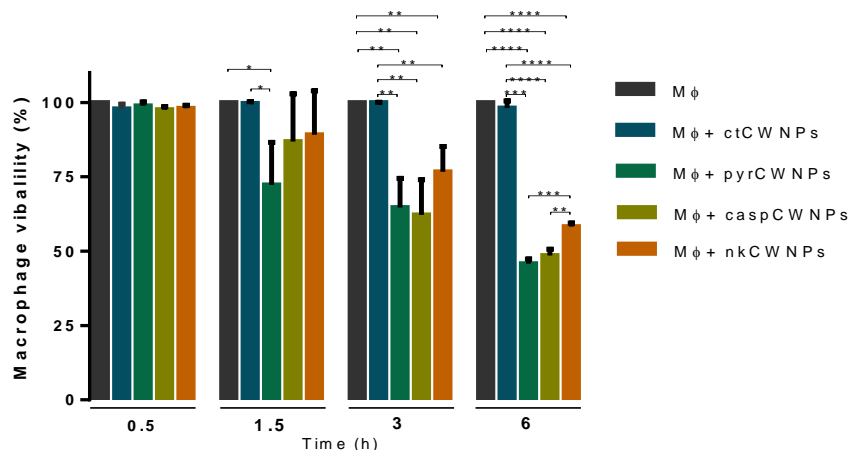 ** ****
** ****
** ****
* ** ****
* ** ****
** ***
***
**
Macrophage vibalility (%)
100
75
50
25
0
0.5 1.5 3 6
Time (h)
Mϕ
Mϕ + ctCWNPs
Mϕ + pyrCWNPs
Mϕ + caspCWNPs
Mϕ + nkCWNPs